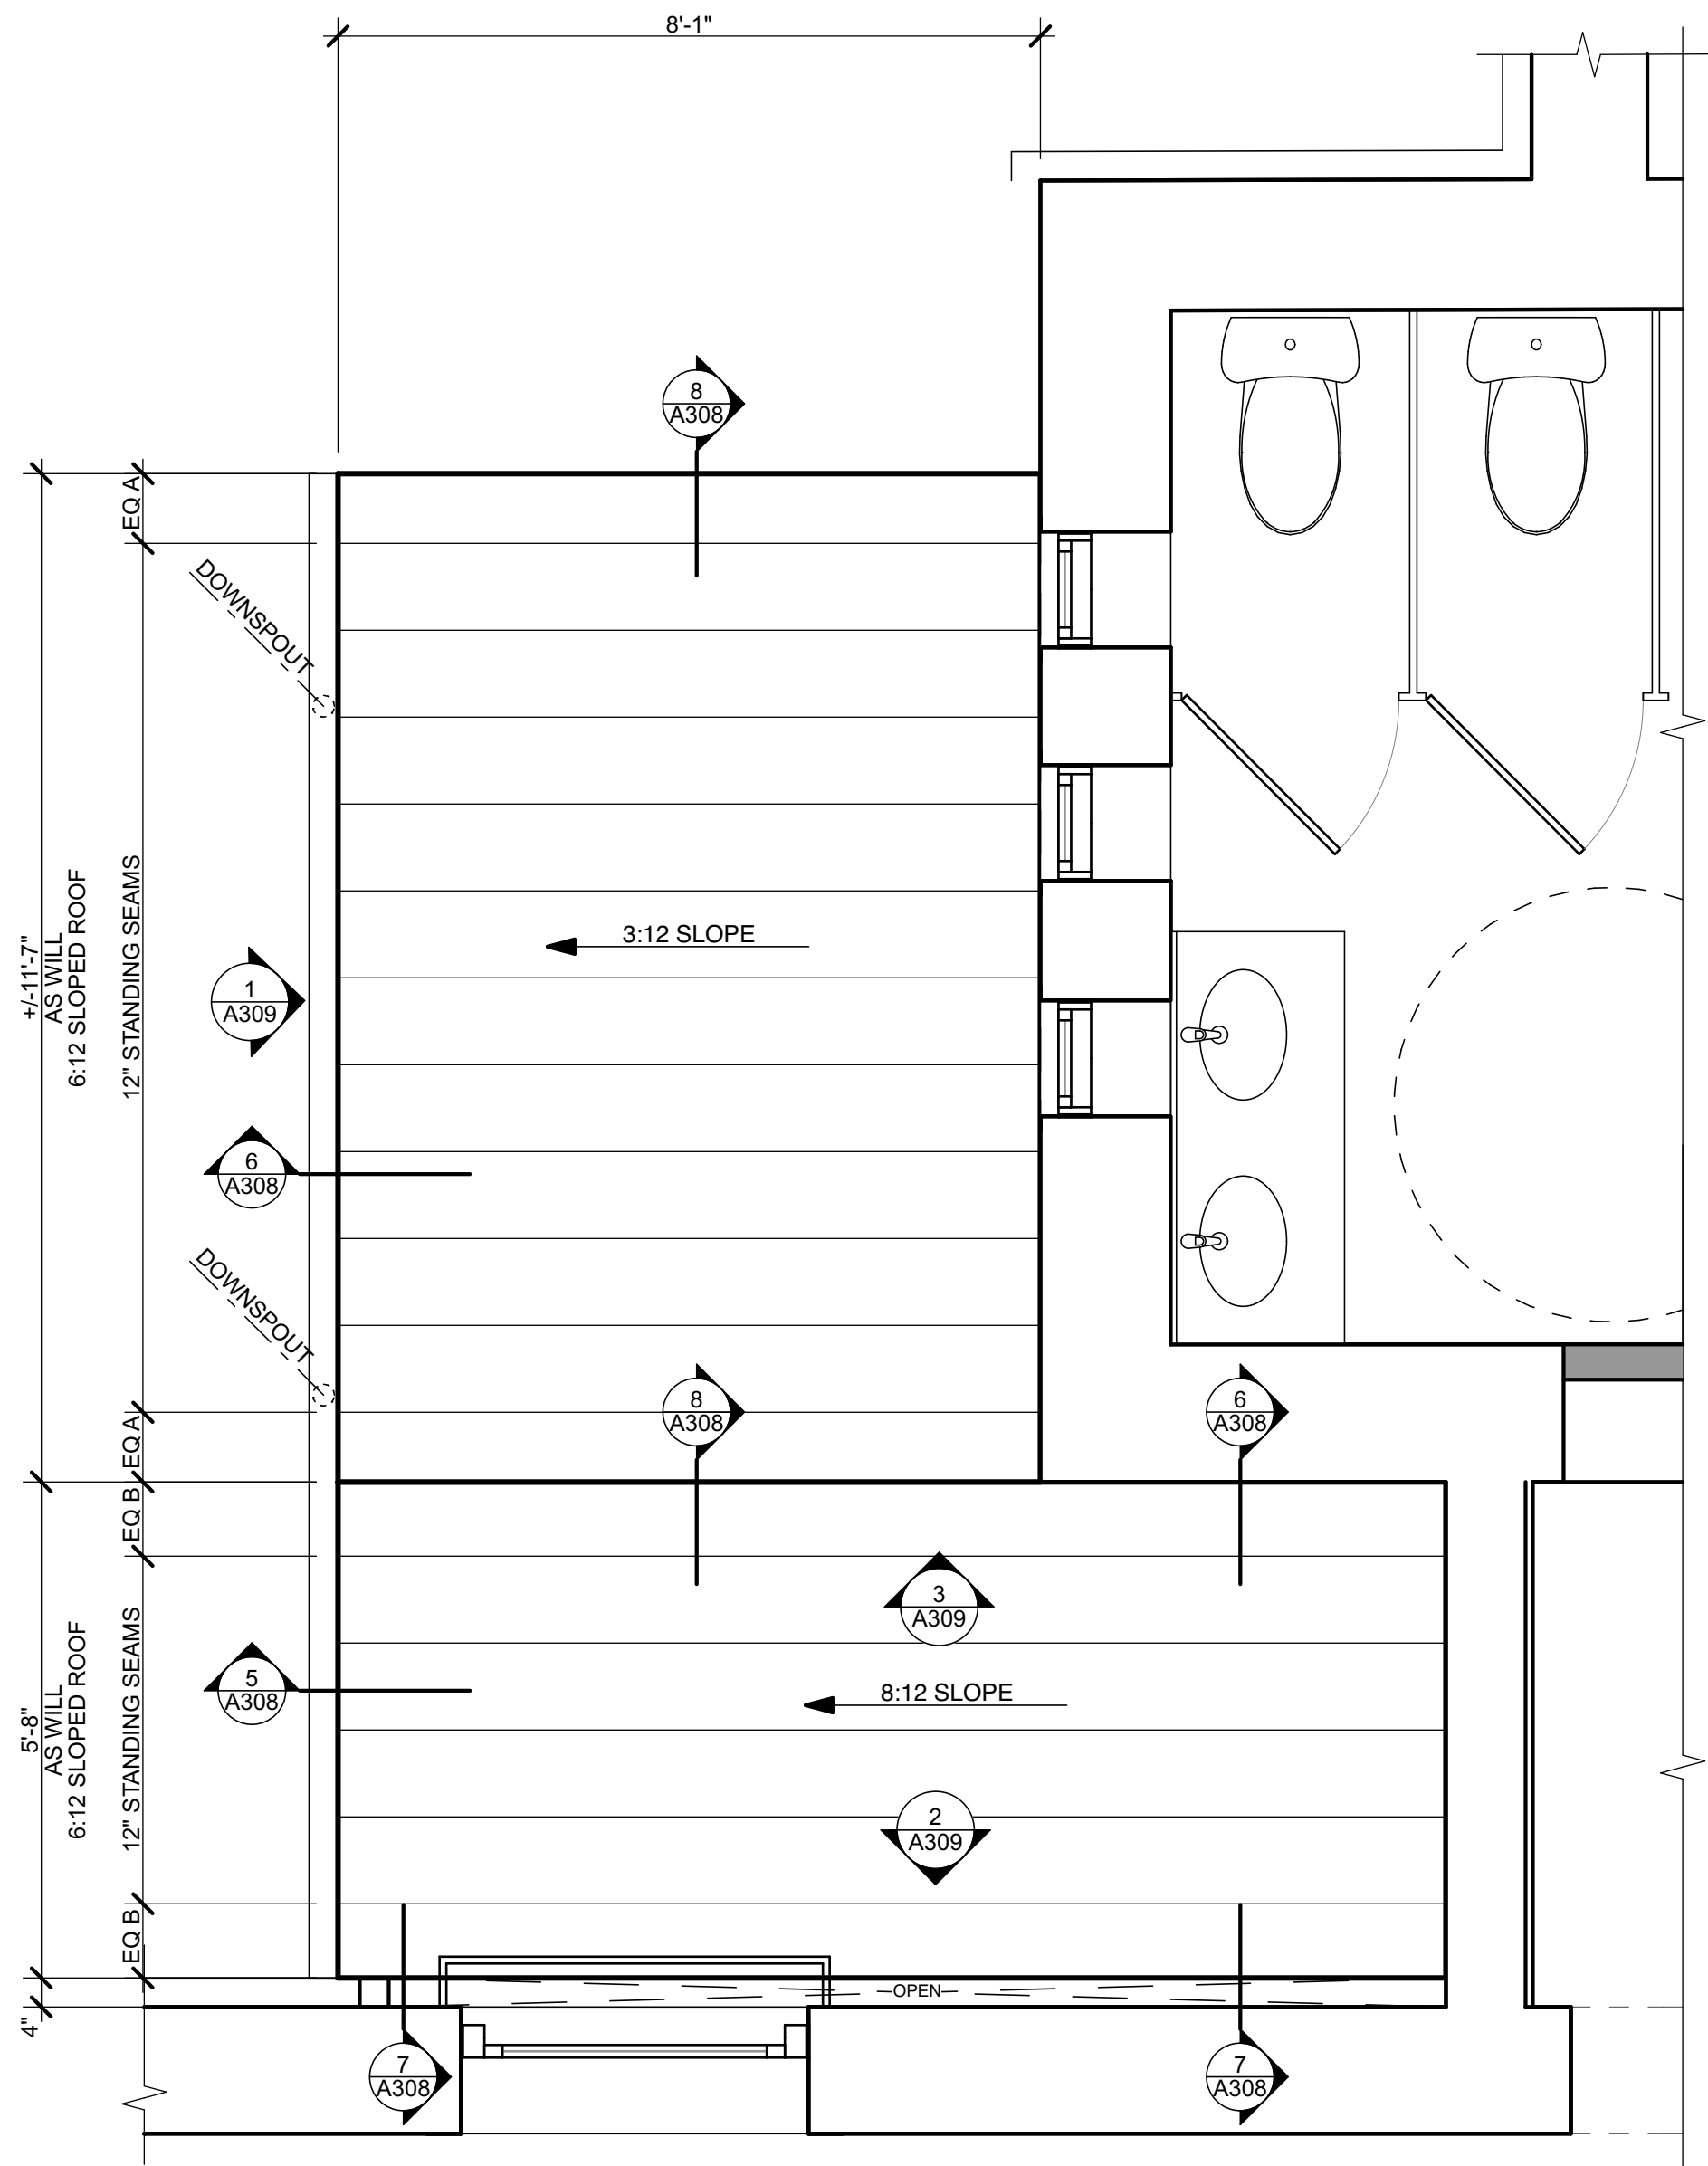 8'-1"
8
A308
EQ A
DOWNSPOUT
3:12 SLOPE
+/-11'-7"
AS WILL
6:12 SLOPED ROOF
12" STANDING SEAMS
1
A309
6
A308
DOWNSPOUT
8
A308
6
A308
EQ A
EQ B
3
A309
5'-8"
AS WILL
6:12 SLOPED ROOF
12" STANDING SEAMS
5
A308
8:12 SLOPE
2
A309
EQ B
OPEN
4"
7
A308
7
A308